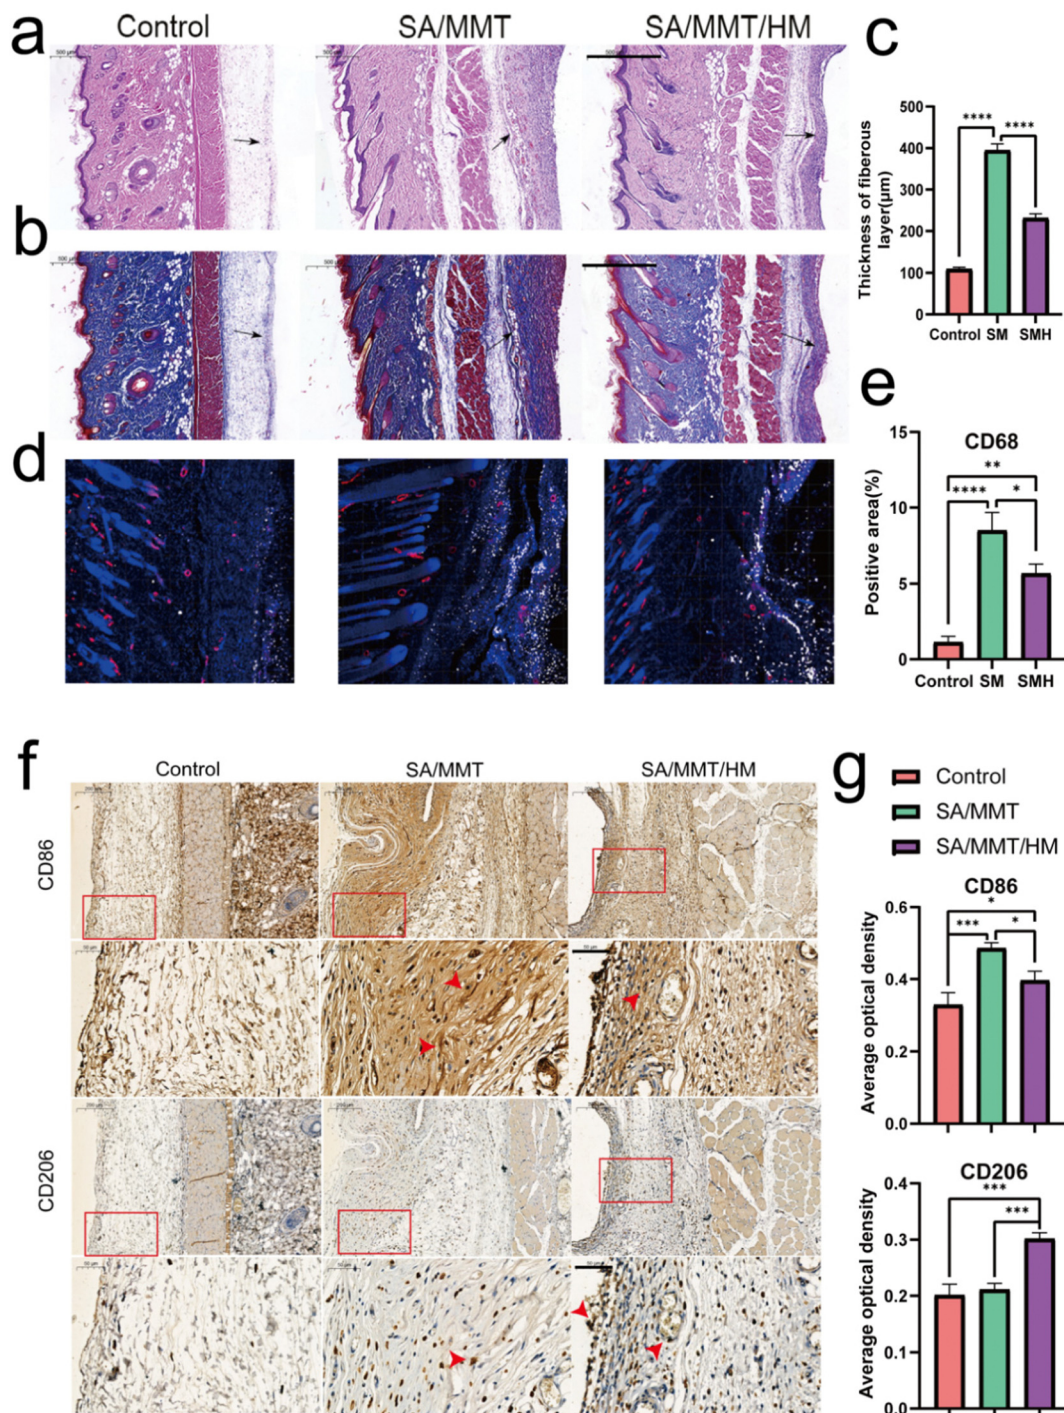 a
Control
SA/MMT
SA/MMT/HM
500 μm
b
d
c
500
400
300
200
100
0
Thickness of fiberous
layer(μm)
****
****
Control
SM
SMH
e
CD68
15
10
5
0
Positive area(%)
**
****
*
Control
SM
SMH
f
Control
SA/MMT
SA/MMT/HM
CD86
CD206
g
Control
SA/MMT
SA/MMT/HM
CD86
0.6
0.4
0.2
0.0
Average optical density
*
***
*
CD206
0.4
0.3
0.2
0.1
0.0
Average optical density
***
***